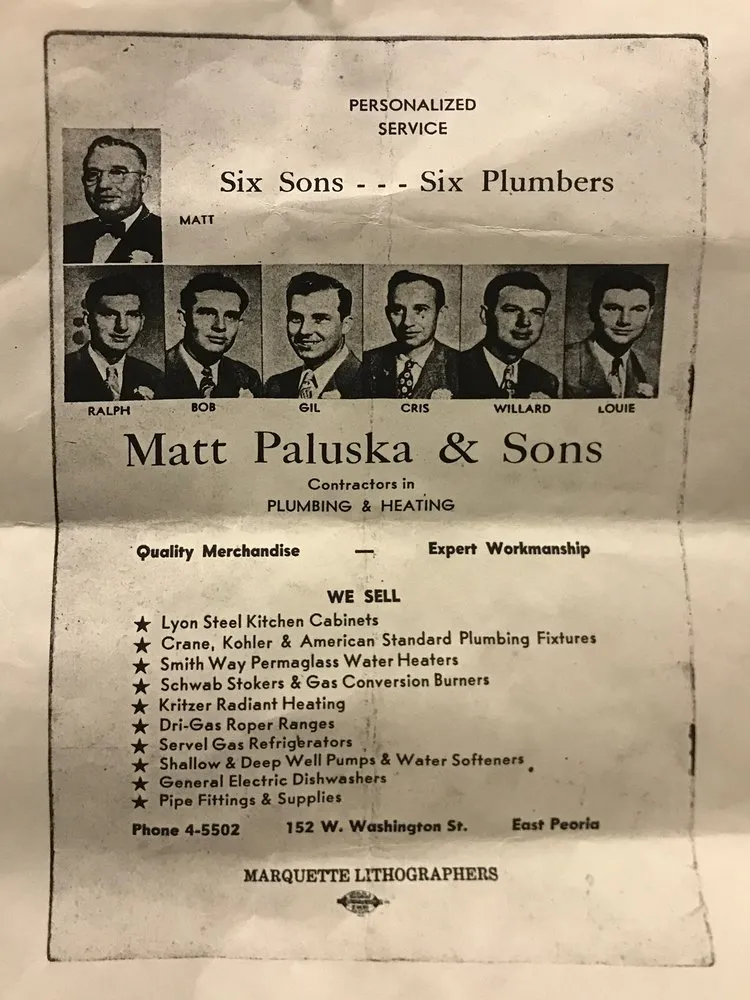 PERSONALIZED
SERVICE
Six Sons - - - Six Plumbers
MATT
RALPH BOB GIL CRIS WILLARD LOUIE
Matt Paluska & Sons
Contractors in
PLUMBING & HEATING
Quality Merchandise — Expert Workmanship
WE SELL
★ Lyon Steel Kitchen Cabinets
★ Crane, Kohler & American Standard Plumbing Fixtures
★ Smith Way Permaglass Water Heaters
★ Schwab Stokers & Gas Conversion Burners
★ Kritzer Radiant Heating
★ Dri-Gas Roper Ranges
★ Servel Gas Refrigerators
★ Shallow & Deep Well Pumps & Water Softeners
★ General Electric Dishwashers
★ Pipe Fittings & Supplies
Phone 4-5502 152 W. Washington St. East Peoria
MARQUETTE LITHOGRAPHERS